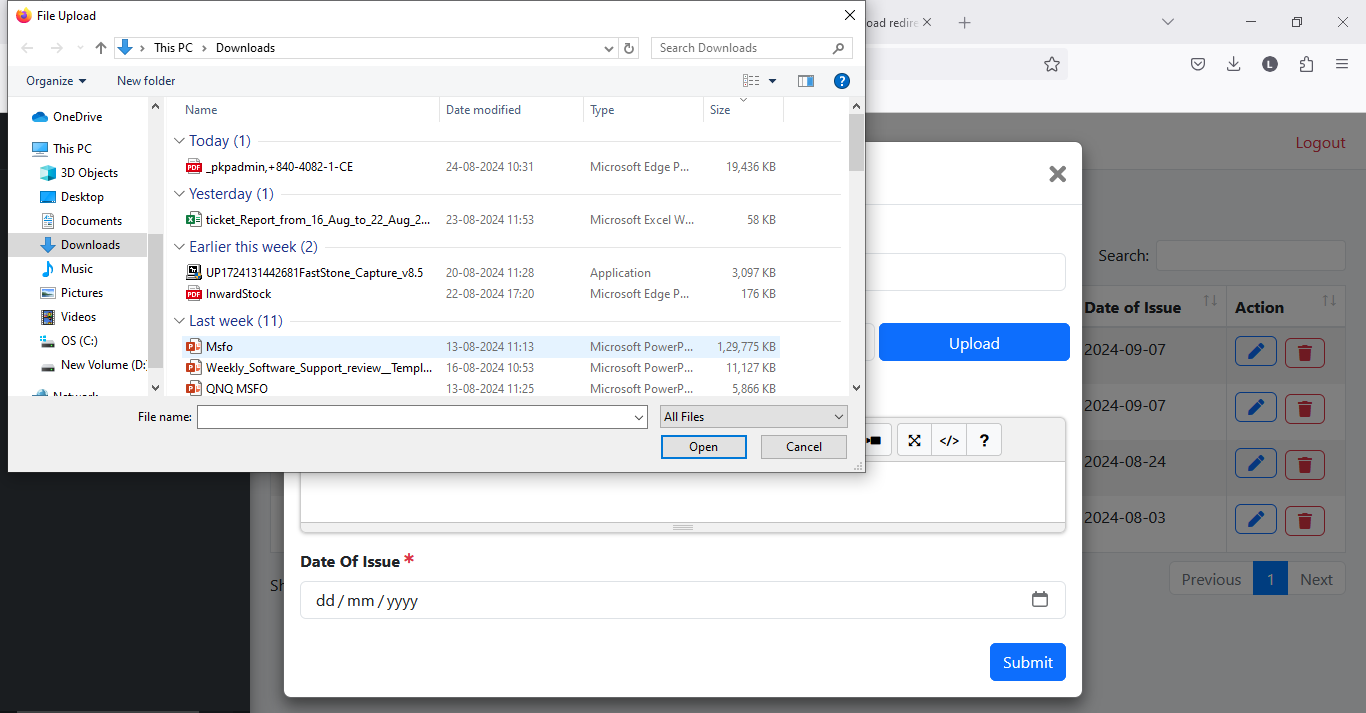 File Upload
oad redire
This PC > Downloads
Search Downloads
Organize
New folder
L
OneDrive
This PC
3D Objects
Desktop
Documents
Downloads
Music
Pictures
Videos
OS (C:)
New Volume (D:
Network
Name Date modified Type Size
Today (1)
_pkpadmin,+840-4082-1-CE 24-08-2024 10:31 Microsoft Edge P... 19,436 KB
Yesterday (1)
ticket_Report_from_16_Aug_to_22_Aug_2... 23-08-2024 11:53 Microsoft Excel W... 58 KB
Earlier this week (2)
UP1724131442681FastStone_Capture_v8.5 20-08-2024 11:28 Application 3,097 KB
InwardStock 22-08-2024 17:20 Microsoft Edge P... 176 KB
Last week (11)
Msfo 13-08-2024 11:13 Microsoft PowerP... 1,29,775 KB
Weekly_Software_Support_review__Templ... 16-08-2024 10:53 Microsoft PowerP... 11,127 KB
QNQ MSFO 13-08-2024 11:25 Microsoft PowerP... 5,866 KB
File name:
All Files
Open
Cancel
Logout
Search:
Date of Issue Action
2024-09-07
2024-09-07
2024-08-24
2024-08-03
Upload
</> ?
Date Of Issue *
dd / mm / yyyy
Submit
Sh
Previous 1 Next